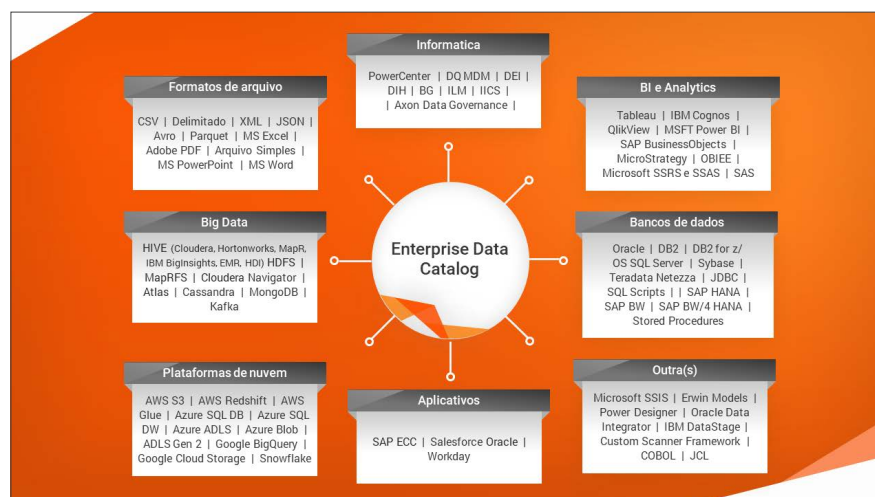 Informatica
PowerCenter | DQ MDM | DEI |
DIH | BG | ILM | IICS |
| Axon Data Governance |
Formatos de arquivo
CSV | Delimitado | XML | JSON |
Avro | Parquet | MS Excel |
Adobe PDF | Arquivo Simples |
MS PowerPoint | MS Word
BI e Analytics
Tableau | IBM Cognos |
QlikView | MSFT Power BI |
SAP BusinessObjects |
MicroStrategy | OBIEE |
Microsoft SSRS e SSAS | SAS
Big Data
HIVE (Cloudera, Hortonworks, MapR,
IBM BigInsights, EMR, HDI) HDFS |
MapRFS | Cloudera Navigator |
Atlas | Cassandra | MongoDB |
Kafka
Enterprise Data
Catalog
Bancos de dados
Oracle | DB2 | DB2 for z/
OS SQL Server | Sybase |
Teradata Netezza | JDBC |
SQL Scripts | | SAP HANA |
SAP BW | SAP BW/4 HANA |
Stored Procedures
Plataformas de nuvem
AWS S3 | AWS Redshift | AWS
Glue | Azure SQL DB | Azure SQL
DW | Azure ADLS | Azure Blob |
ADLS Gen 2 | Google BigQuery |
Google Cloud Storage | Snowflake
Aplicativos
SAP ECC | Salesforce Oracle |
Workday
Outra(s)
Microsoft SSIS | Erwin Models |
Power Designer | Oracle Data
Integrator | IBM DataStage |
Custom Scanner Framework |
COBOL | JCL